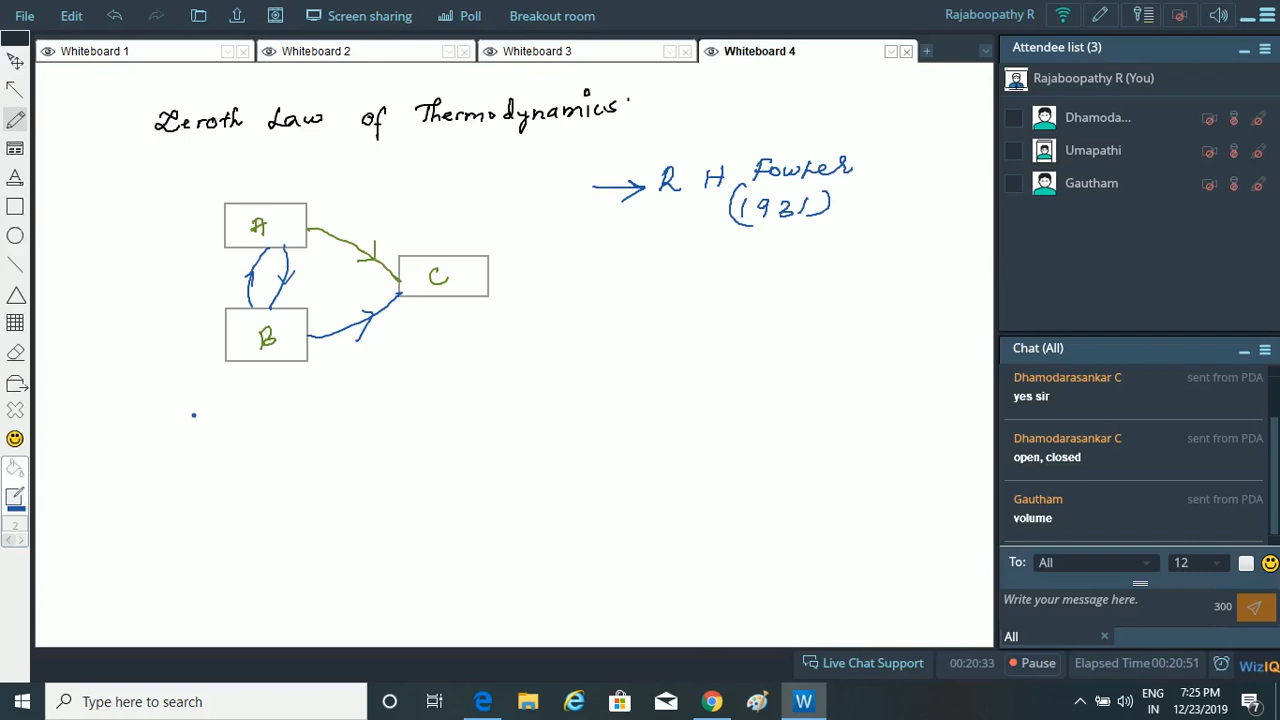 File Edit Screen sharing Poll Breakout room Rajaboopathy R
Whiteboard 1 Whiteboard 2 Whiteboard 3 Whiteboard 4
Attendee list (3)
Rajaboopathy R (You)
Dhamoda...
Umapathi
Gautham
Zeroth Law of Thermodynamics
R H Fowler
(1931)
A
C
B
Chat (All)
Dhamodarasankar C sent from PDA
yes sir
Dhamodarasankar C sent from PDA
open, closed
Gautham sent from PDA
volume
To: All 12
Write your message here. 300
All
2
Live Chat Support 00:20:33 Pause Elapsed Time 00:20:51 WizIQ
Type here to search
ENG 7:25 PM
IN 12/23/2019 7